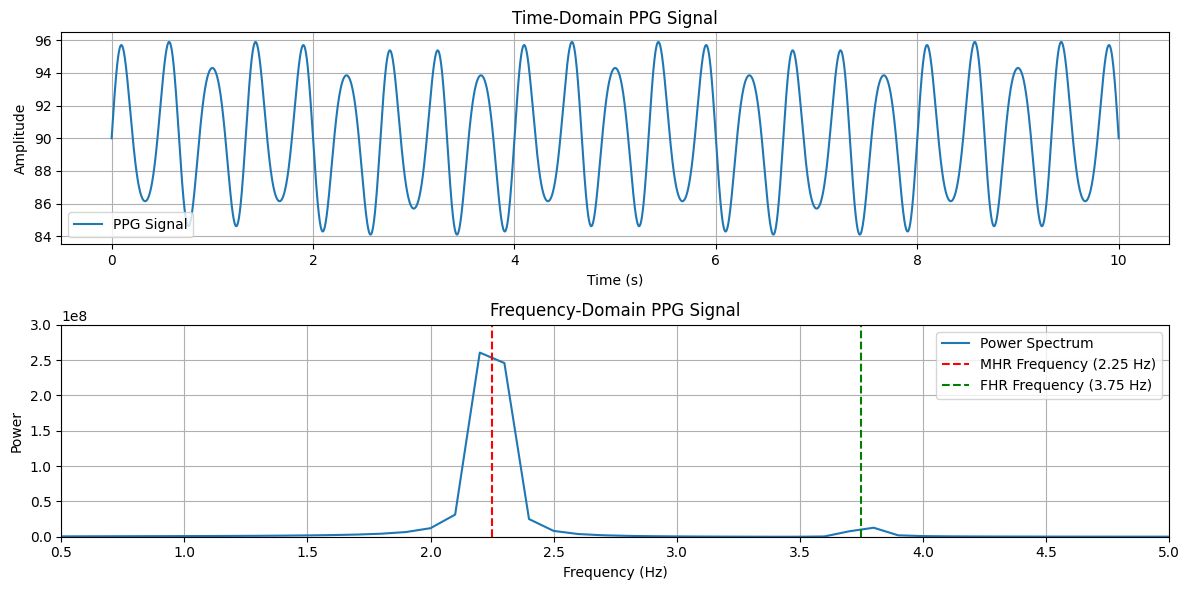 Time-Domain PPG Signal
96
94
92
90
88
86
84
Amplitude
PPG Signal
0 2 4 6 8 10
Time (s)
Frequency-Domain PPG Signal
1e8
3.0
2.5
2.0
1.5
1.0
0.5
0.0
Power
Power Spectrum
MHR Frequency (2.25 Hz)
FHR Frequency (3.75 Hz)
0.5 1.0 1.5 2.0 2.5 3.0 3.5 4.0 4.5 5.0
Frequency (Hz)